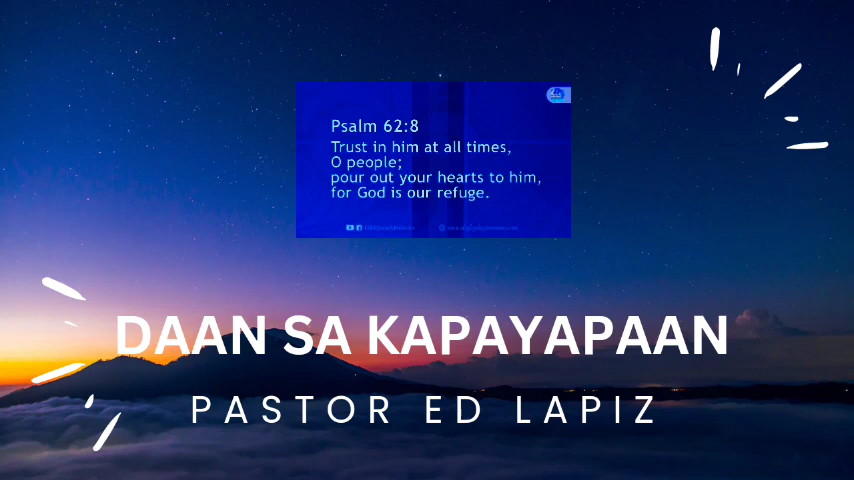 Psalm 62:8
Trust in him at all times,
O people;
pour out your hearts to him,
for God is our refuge.
DAAN SA KAPAYAPAAN
PASTOR ED LAPIZ